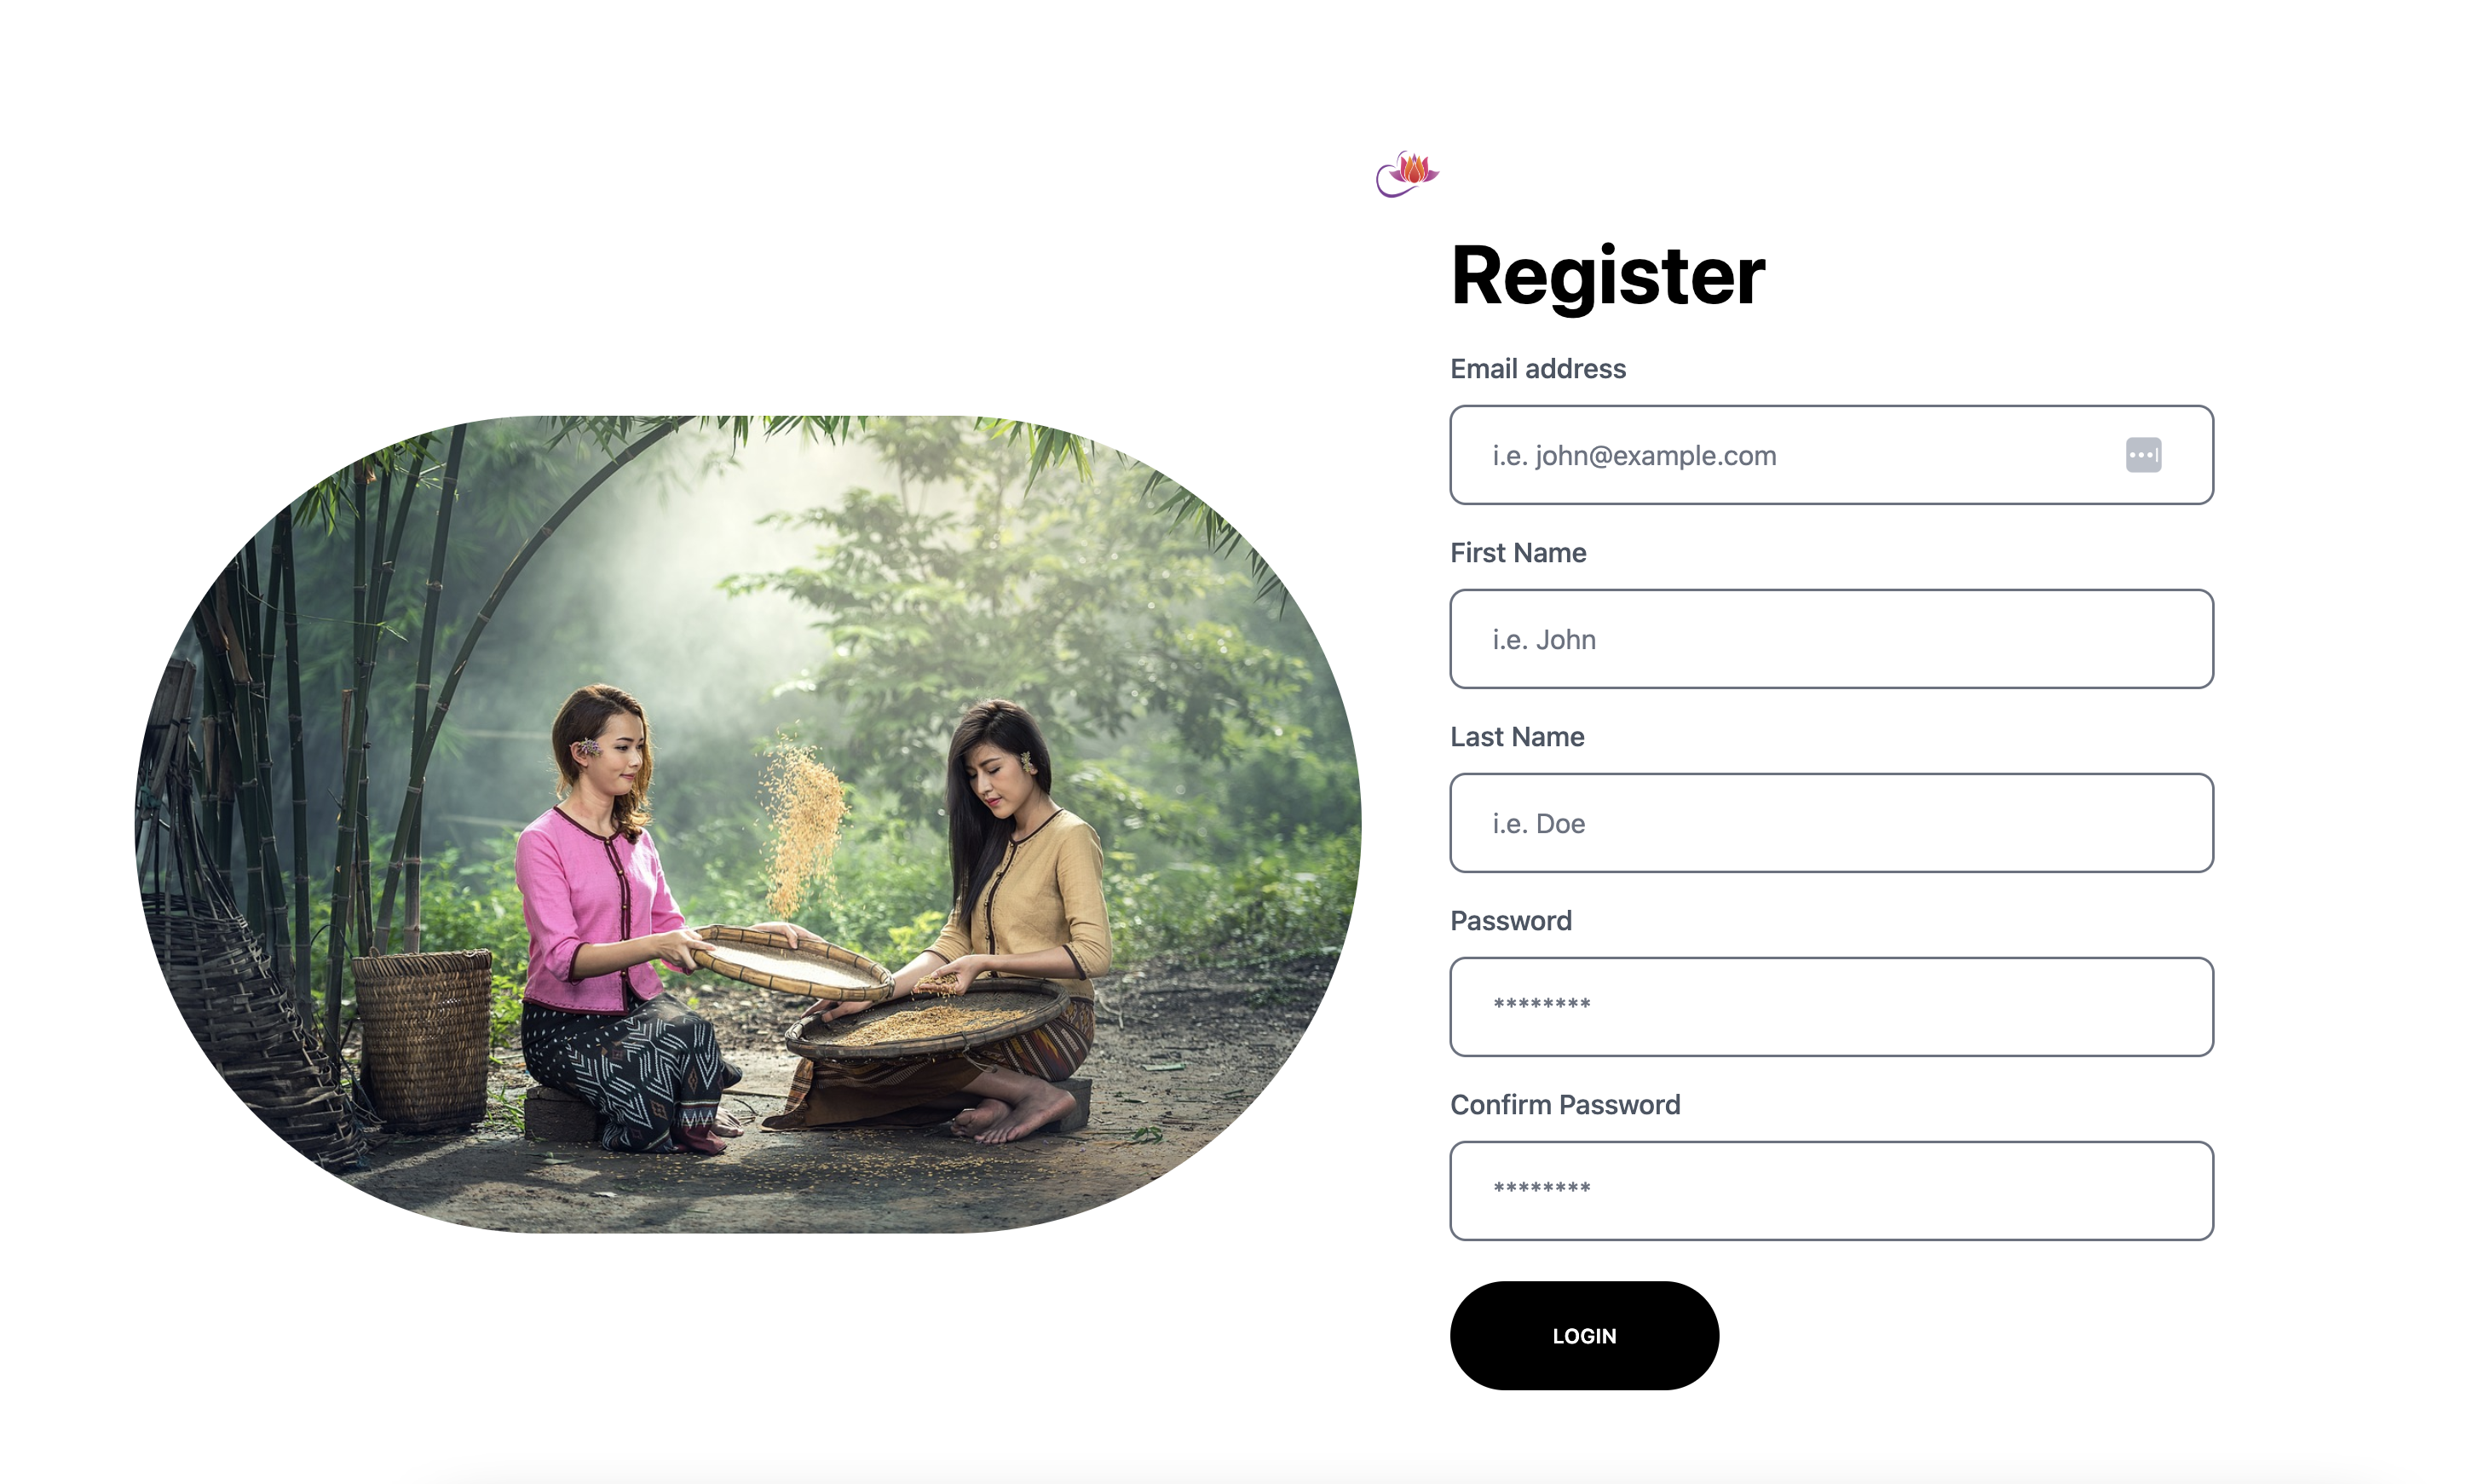 Register
Email address
i.e. john@example.com
First Name
i.e. John
Last Name
i.e. Doe
Password
********
Confirm Password
********
LOGIN